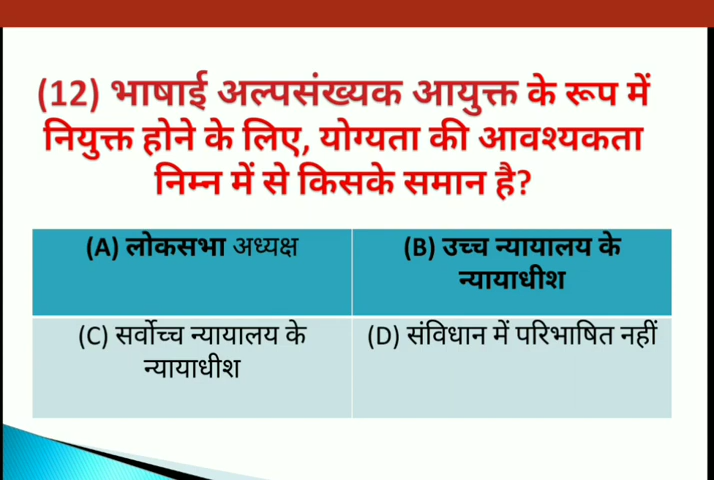 (12) भाषाई अल्पसंख्यक आयुक्त के रूप में
नियुक्त होने के लिए, योग्यता की आवश्यकता
निम्न में से किसके समान है?
(A) लोकसभा अध्यक्ष
(B) उच्च न्यायालय के
न्यायाधीश
(C) सर्वोच्च न्यायालय के
न्यायाधीश
(D) संविधान में परिभाषित नहीं